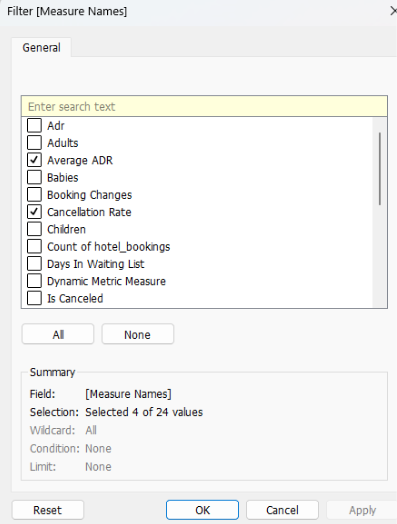 Filter [Measure Names]
General
Enter search text
Adr
Adults
Average ADR
Babies
Booking Changes
Cancellation Rate
Children
Count of hotel_bookings
Days In Waiting List
Dynamic Metric Measure
Is Canceled
All None
Summary
Field: [Measure Names]
Selection: Selected 4 of 24 values
Wildcard: All
Condition: None
Limit: None
Reset OK Cancel Apply